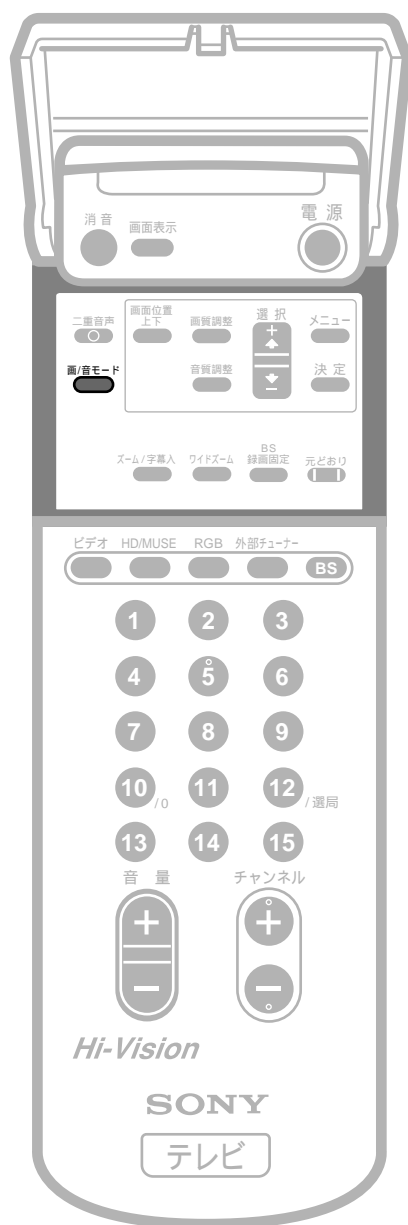 消音 画面表示 電源
二重音声 画面位置上下 画質調整 選択 メニュー
+
画/音モード 音質調整 決定
−
ズーム/字幕入 ワイドズーム BS録画固定 元どおり
ビデオ HD/MUSE RGB 外部チューナー BS
1 2 3
4 5 6
7 8 9
10/0 11 12/選局
13 14 15
音量 チャンネル
+ +
− −
Hi-Vision
SONY
テレビ